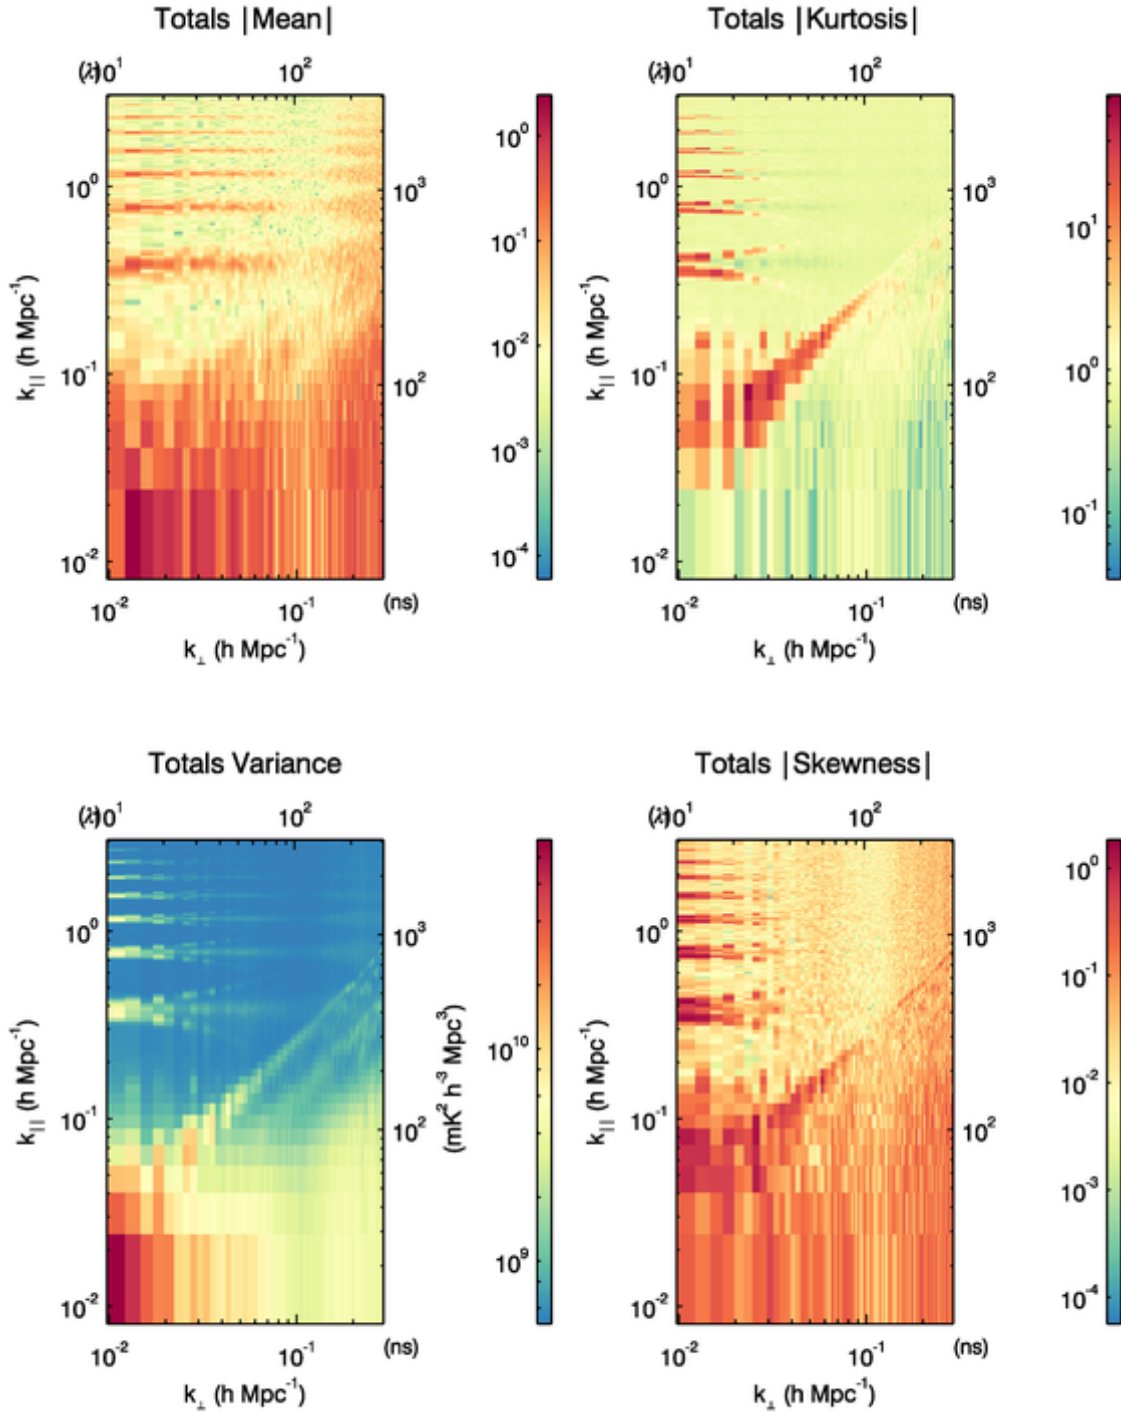 Totals |Mean|
(λ)10¹ 10²
10⁰
10⁻¹
10⁻²
k|| (h Mpc⁻¹)
10³
10²
10⁰
10⁻¹
10⁻²
10⁻³
10⁻⁴
10⁻² 10⁻¹ (ns)
k⊥ (h Mpc⁻¹)
Totals |Kurtosis|
(λ)10¹ 10²
10⁰
10⁻¹
10⁻²
k|| (h Mpc⁻¹)
10³
10²
10¹
10⁰
10⁻¹
10⁻² 10⁻¹ (ns)
k⊥ (h Mpc⁻¹)
Totals Variance
(λ)10¹ 10²
10⁰
10⁻¹
10⁻²
k|| (h Mpc⁻¹)
10³
10²
(mK² h⁻³ Mpc³)
10¹⁰
10⁹
10⁻² 10⁻¹ (ns)
k⊥ (h Mpc⁻¹)
Totals |Skewness|
(λ)10¹ 10²
10⁰
10⁻¹
10⁻²
k|| (h Mpc⁻¹)
10³
10²
10⁰
10⁻¹
10⁻²
10⁻³
10⁻⁴
10⁻² 10⁻¹ (ns)
k⊥ (h Mpc⁻¹)